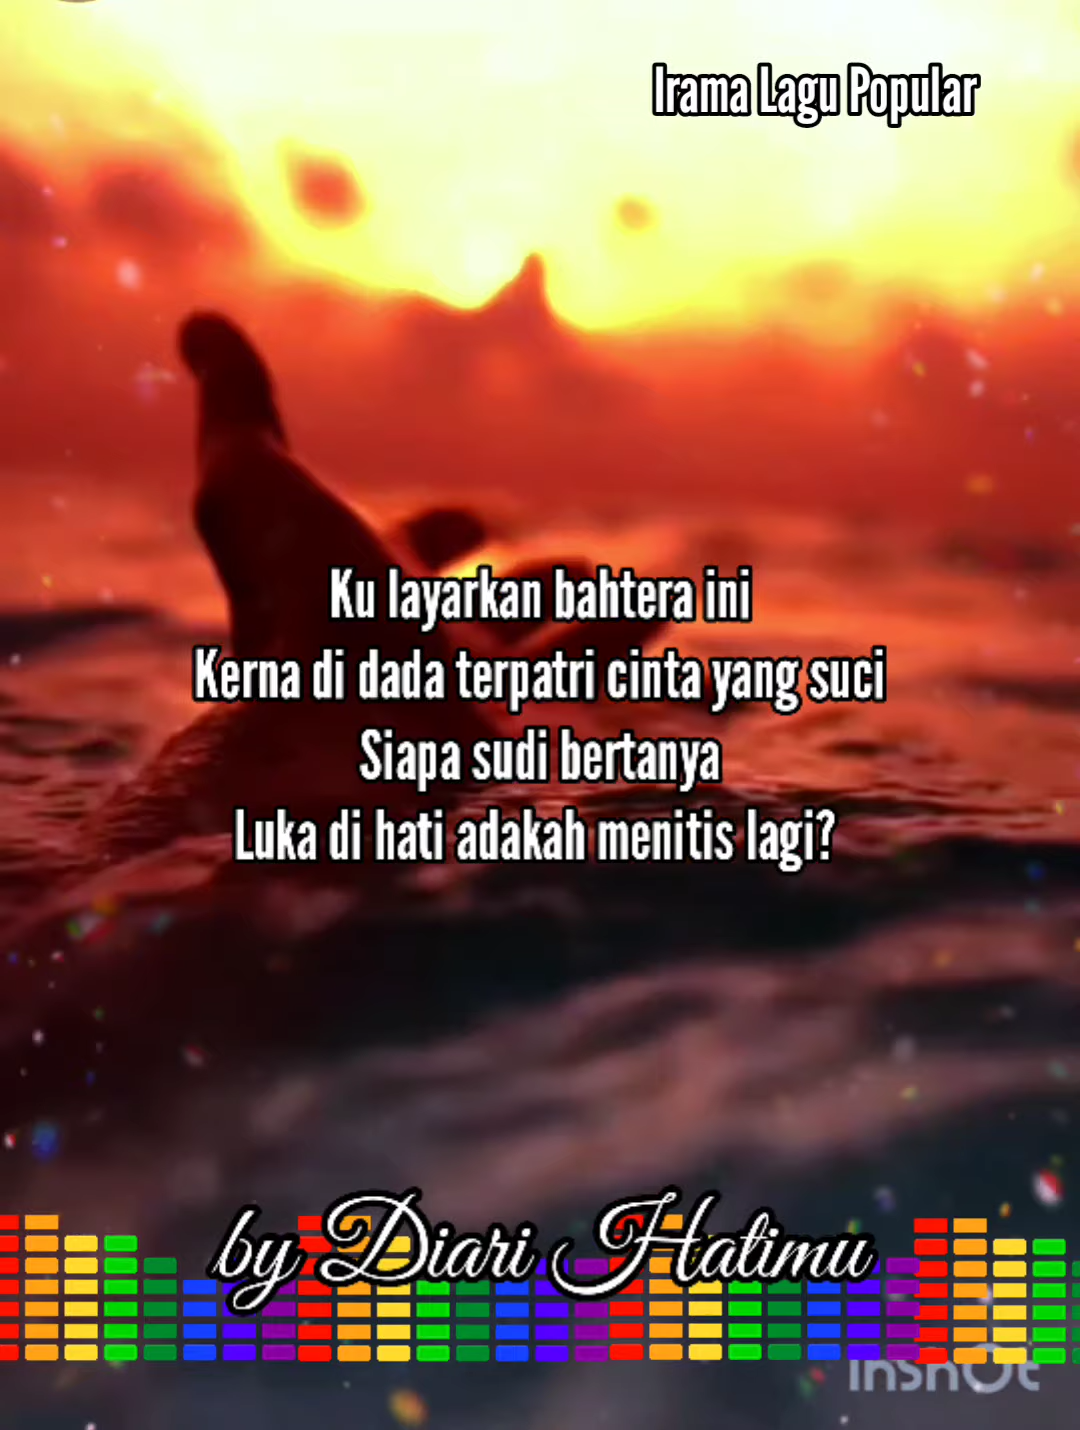 Irama Lagu Popular
Ku layarkan bahtera ini
Kerna di dada terpatri cinta yang suci
Siapa sudi bertanya
Luka di hati adakah menitis lagi?
by Diari Hatimu
InShOt